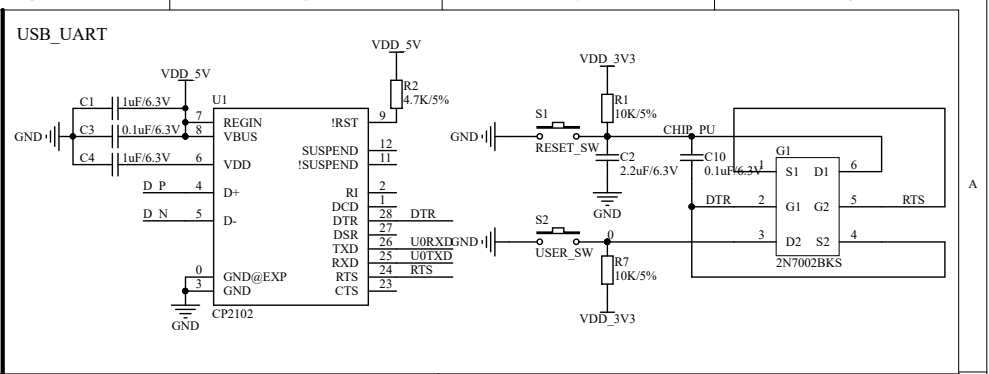 USB_UART
VDD_5V
C1 1uF/6.3V
C3 0.1uF/6.3V
C4 1uF/6.3V
GND
U1
7 REGIN
8 VBUS
6 VDD
D_P 4 D+
D_N 5 D-
0 GND@EXP
3 GND
GND
CP2102
VDD_5V
R2
4.7K/5%
!RST 9
SUSPEND 12
!SUSPEND 11
RI 2
DCD 1
DTR 28 DTR
DSR 27
TXD 26 U0RXD
RXD 25 U0TXD
RTS 24 RTS
CTS 23
VDD_3V3
R1
10K/5%
S1
GND
RESET_SW
CHIP_PU
C2
2.2uF/6.3V
GND
C10
0.1uF/6.3V
S2
GND
USER_SW
0
R7
10K/5%
VDD_3V3
G1
1 S1 D1 6
DTR 2 G1 G2 5 RTS
3 D2 S2 4
2N7002BKS
A